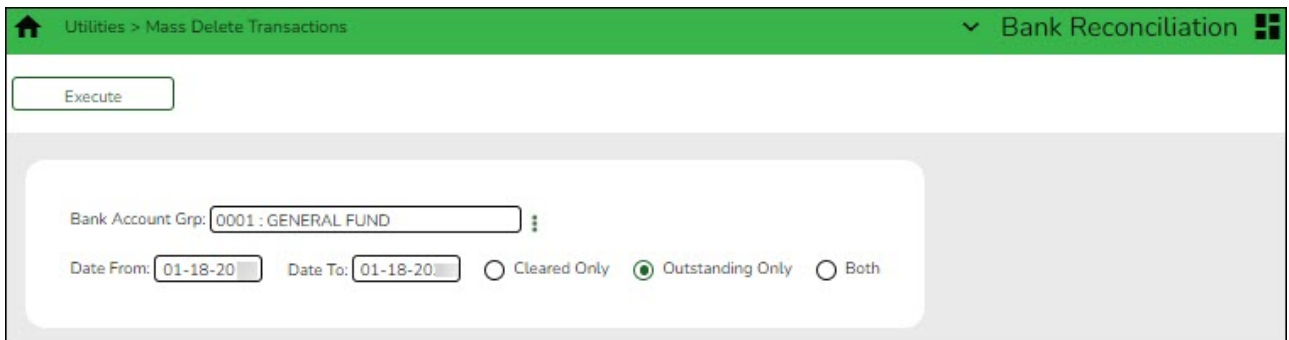 Utilities > Mass Delete Transactions
Bank Reconciliation
Execute
Bank Account Grp: 0001 : GENERAL FUND
Date From: 01-18-20 Date To: 01-18-20 Cleared Only Outstanding Only Both